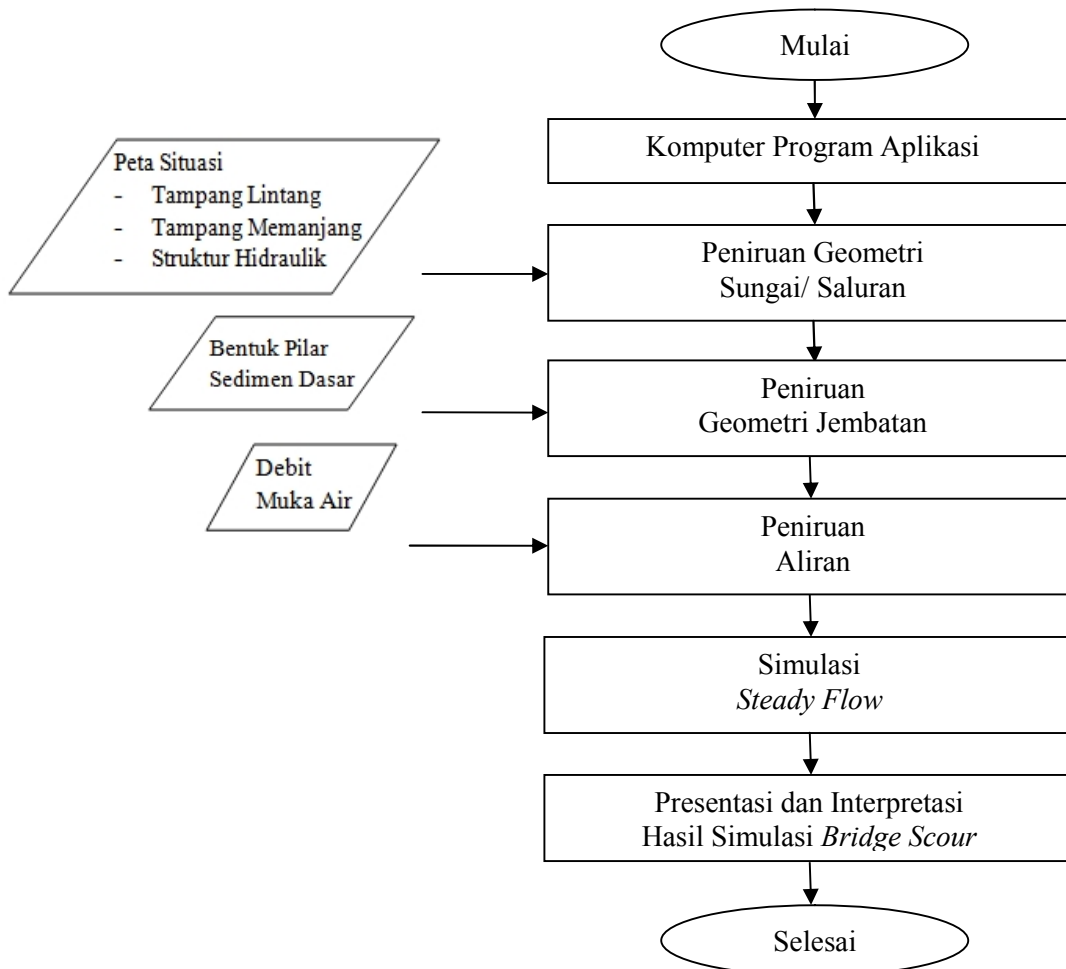 Mulai
Komputer Program Aplikasi
Peta Situasi
- Tampang Lintang
- Tampang Memanjang
- Struktur Hidraulik
Peniruan Geometri
Sungai/ Saluran
Bentuk Pilar
Sedimen Dasar
Peniruan
Geometri Jembatan
Debit
Muka Air
Peniruan
Aliran
Simulasi
Steady Flow
Presentasi dan Interpretasi
Hasil Simulasi Bridge Scour
Selesai